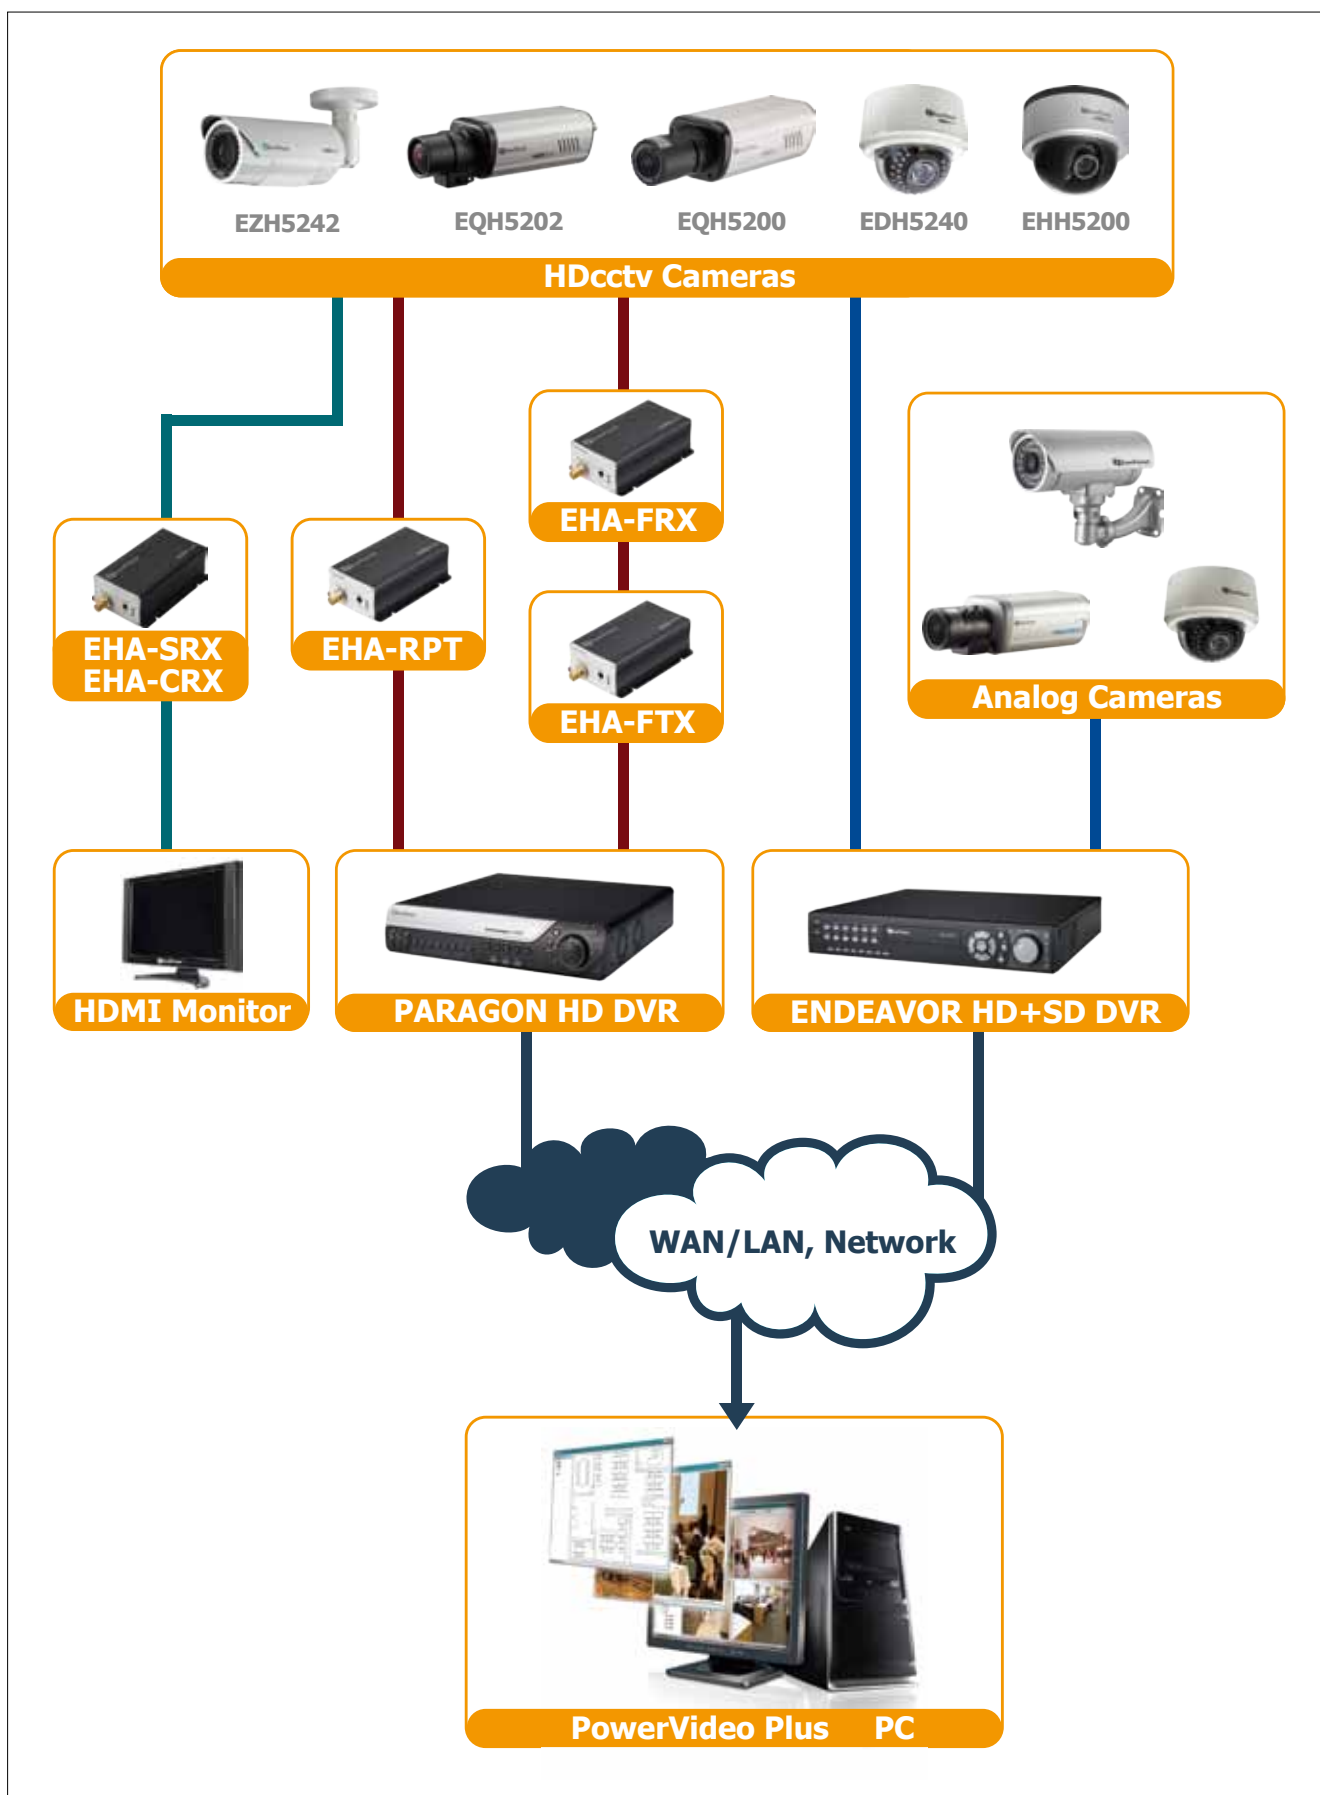 EZH5242
EQH5202
EQH5200
EDH5240
EHH5200
HDcctv Cameras
EHA-FRX
EHA-SRX
EHA-CRX
EHA-RPT
EHA-FTX
Analog Cameras
HDMI Monitor
PARAGON HD DVR
ENDEAVOR HD+SD DVR
WAN/LAN, Network
PowerVideo Plus PC